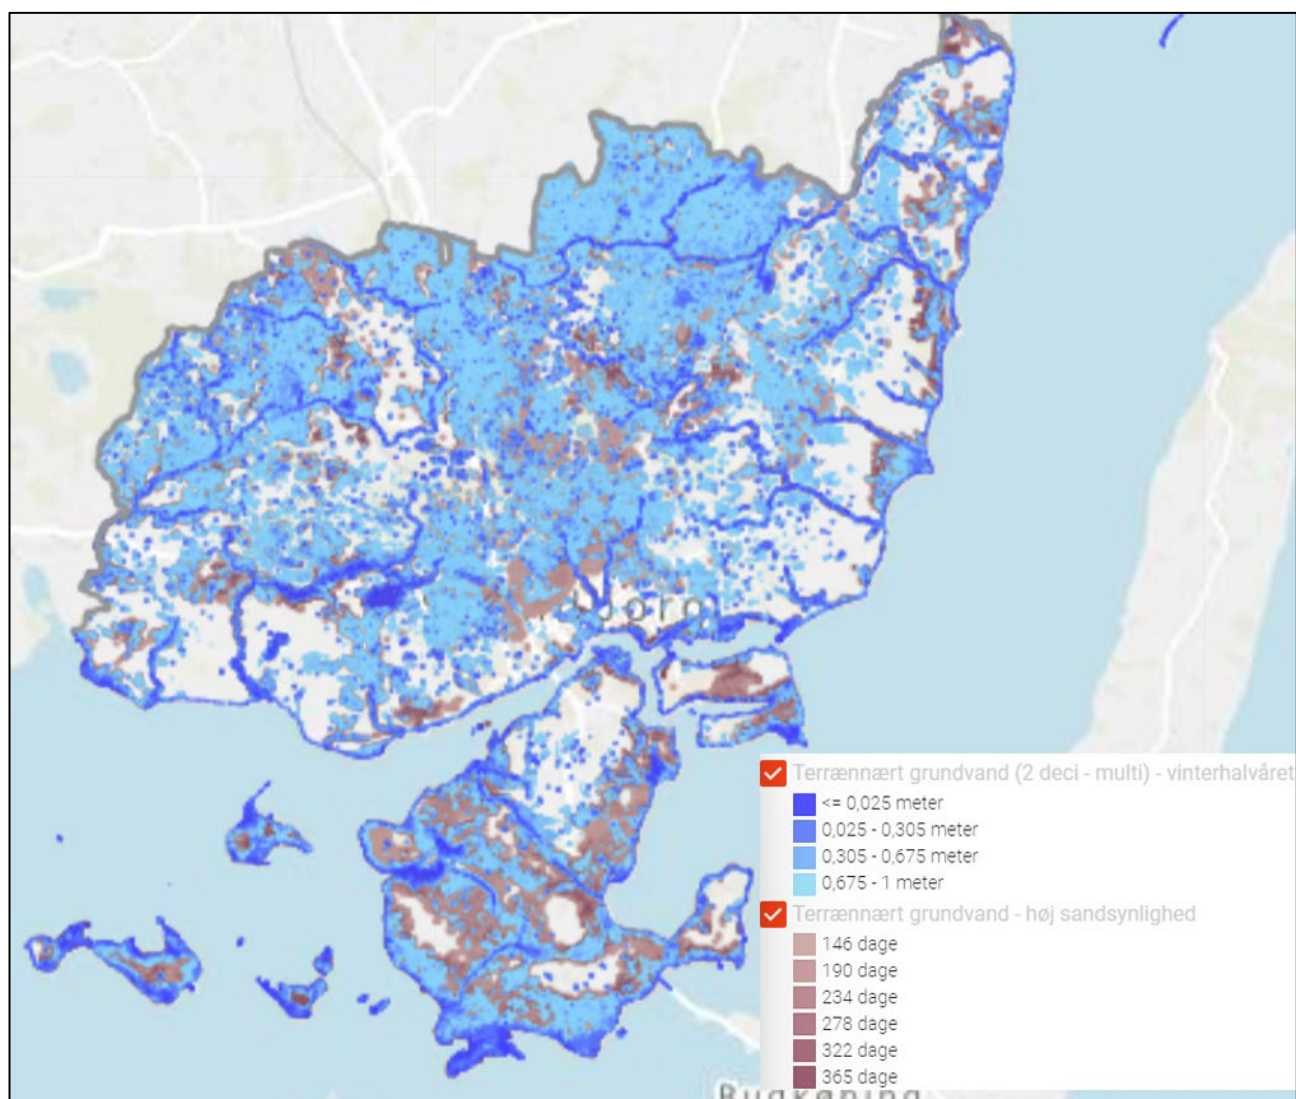 Terrænnært grundvand (2 deci - multi) - vinterhalvåret
<= 0,025 meter
0,025 - 0,305 meter
0,305 - 0,675 meter
0,675 - 1 meter
Terrænnært grundvand - høj sandsynlighed
146 dage
190 dage
234 dage
278 dage
322 dage
365 dage